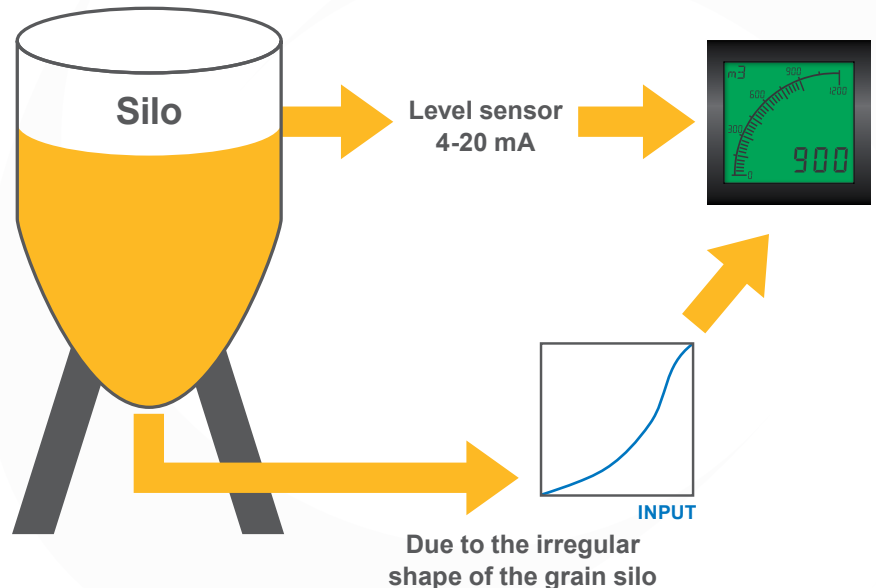 Silo
Level sensor
4-20 mA
m3
0
300
600
900
1200
900
INPUT
Due to the irregular
shape of the grain silo